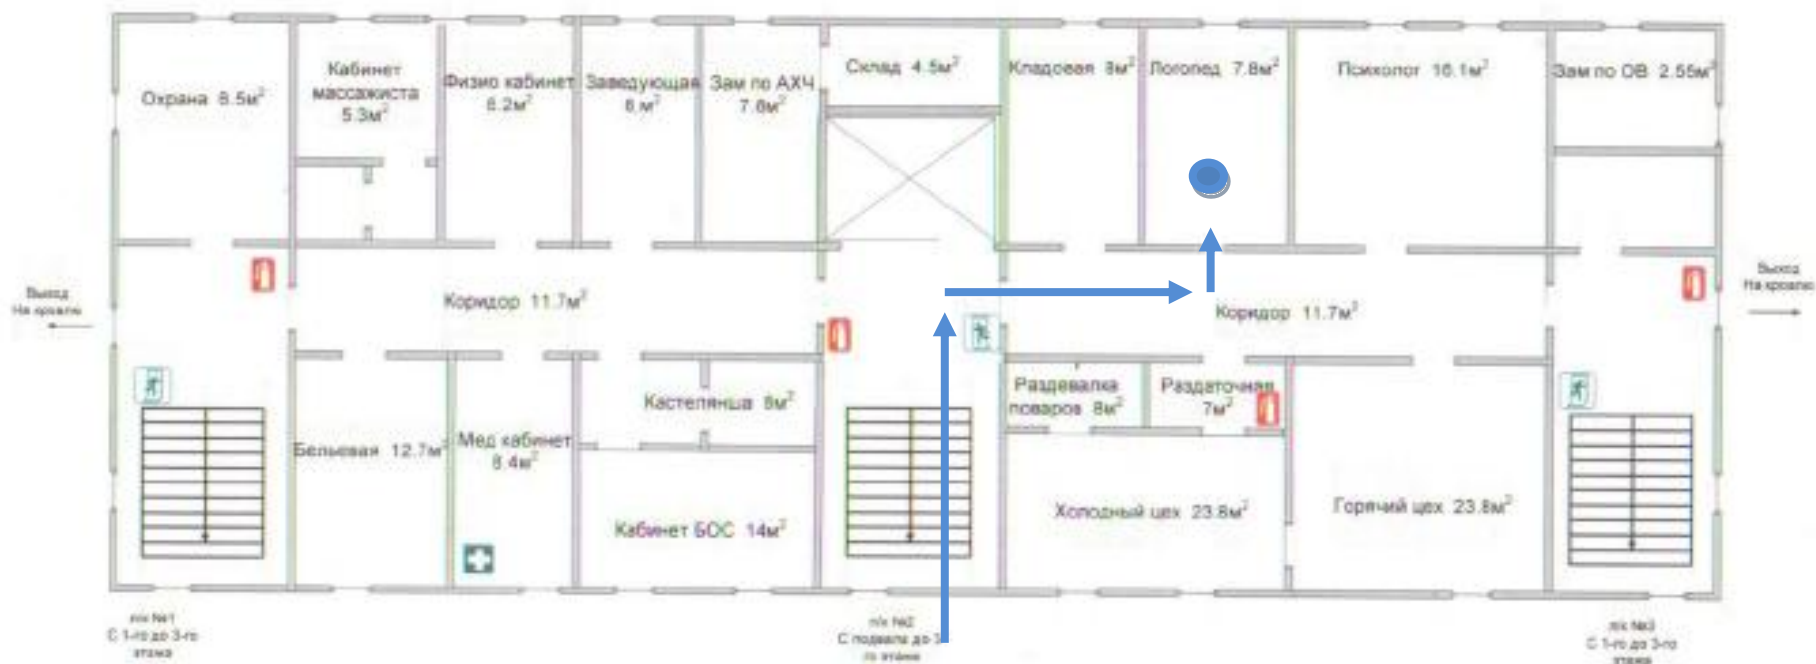 Охрана 8.5м²
Кабинет
массажиста
5.3м²
Физио кабинет
6.2м²
Заведующая
6.м²
Зам по АХЧ
7.6м²
Склад 4.5м²
Кладовая 8м²
Логопед 7.8м²
Психолог 16.1м²
Зам по ОВ 2.55м²
Выход
На кровлю
Коридор 11.7м²
Коридор 11.7м²
Выход
На кровлю
Бельевая 12.7м²
Мед кабинет
8.4м²
Кастелянша 8м²
Кабинет БОС 14м²
Раздевалка
поваров 8м²
Раздаточная
7м²
Холодный цех 23.8м²
Горячий цех 23.8м²
л/к №1
С 1-го до 3-го
этажа
л/к №2
С подвала до 3-
го этажа
л/к №3
С 1-го до 3-го
этажа